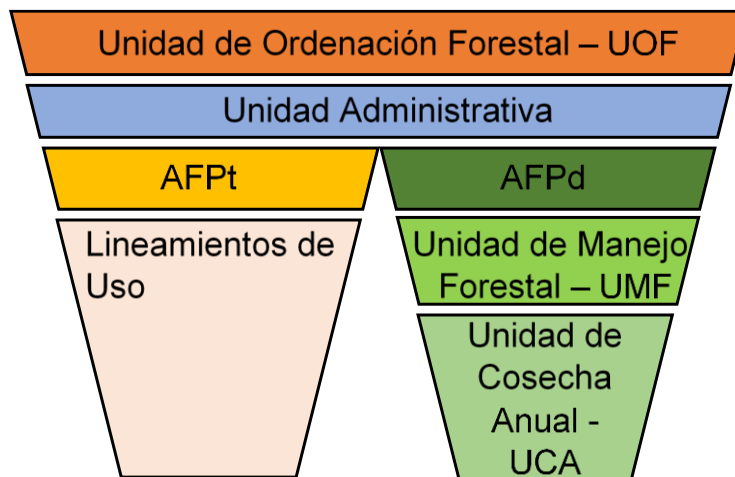 Unidad de Ordenación Forestal – UOF
Unidad Administrativa
AFPt
AFPd
Lineamientos de
Uso
Unidad de Manejo
Forestal – UMF
Unidad de
Cosecha
Anual -
UCA